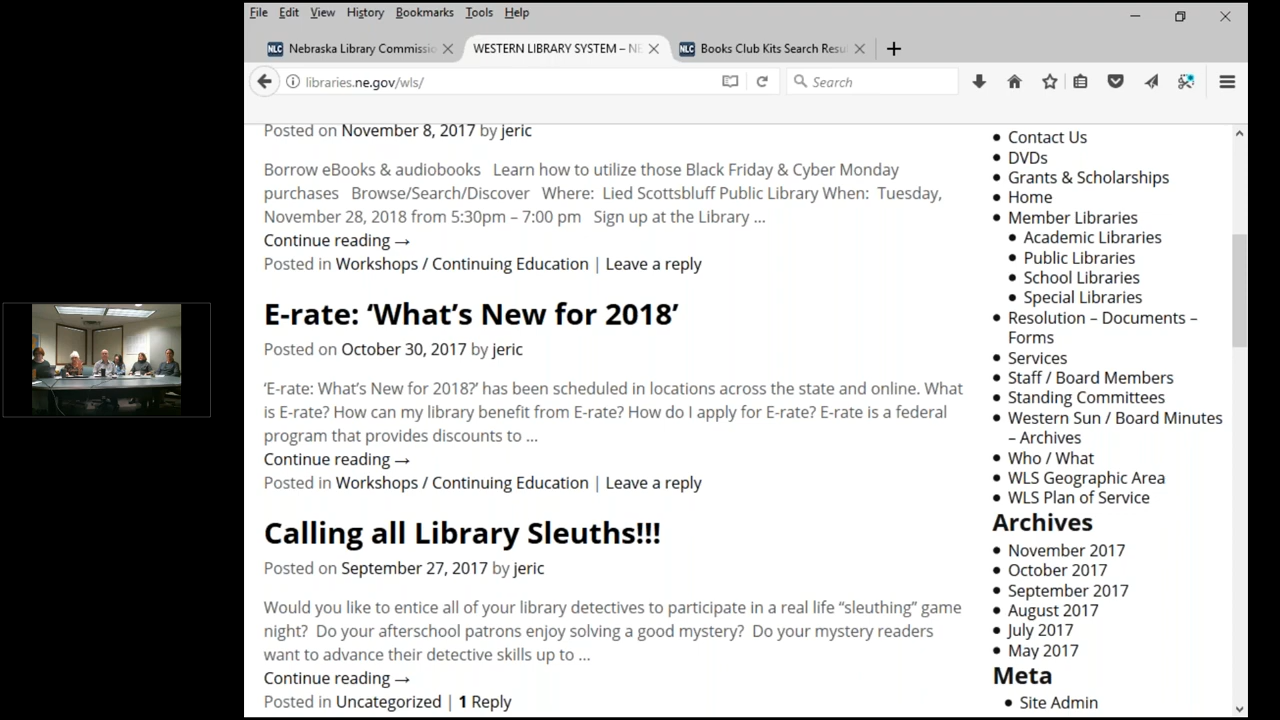 File Edit View History Bookmarks Tools Help
NLC Nebraska Library Commissio
WESTERN LIBRARY SYSTEM – NE
NLC Books Club Kits Search Resu
libraries.ne.gov/wls/
Search
Posted on November 8, 2017 by jeric
Borrow eBooks & audiobooks Learn how to utilize those Black Friday & Cyber Monday
purchases Browse/Search/Discover Where: Lied Scottsbluff Public Library When: Tuesday,
November 28, 2018 from 5:30pm – 7:00 pm Sign up at the Library ...
Continue reading →
Posted in Workshops / Continuing Education | Leave a reply
E-rate: ‘What’s New for 2018’
Posted on October 30, 2017 by jeric
‘E-rate: What’s New for 2018?’ has been scheduled in locations across the state and online. What
is E-rate? How can my library benefit from E-rate? How do I apply for E-rate? E-rate is a federal
program that provides discounts to ...
Continue reading →
Posted in Workshops / Continuing Education | Leave a reply
Calling all Library Sleuths!!!
Posted on September 27, 2017 by jeric
Would you like to entice all of your library detectives to participate in a real life “sleuthing” game
night? Do your afterschool patrons enjoy solving a good mystery? Do your mystery readers
want to advance their detective skills up to ...
Continue reading →
Posted in Uncategorized | 1 Reply
Contact Us
DVDs
Grants & Scholarships
Home
Member Libraries
Academic Libraries
Public Libraries
School Libraries
Special Libraries
Resolution – Documents –
Forms
Services
Staff / Board Members
Standing Committees
Western Sun / Board Minutes
– Archives
Who / What
WLS Geographic Area
WLS Plan of Service
Archives
November 2017
October 2017
September 2017
August 2017
July 2017
May 2017
Meta
Site Admin